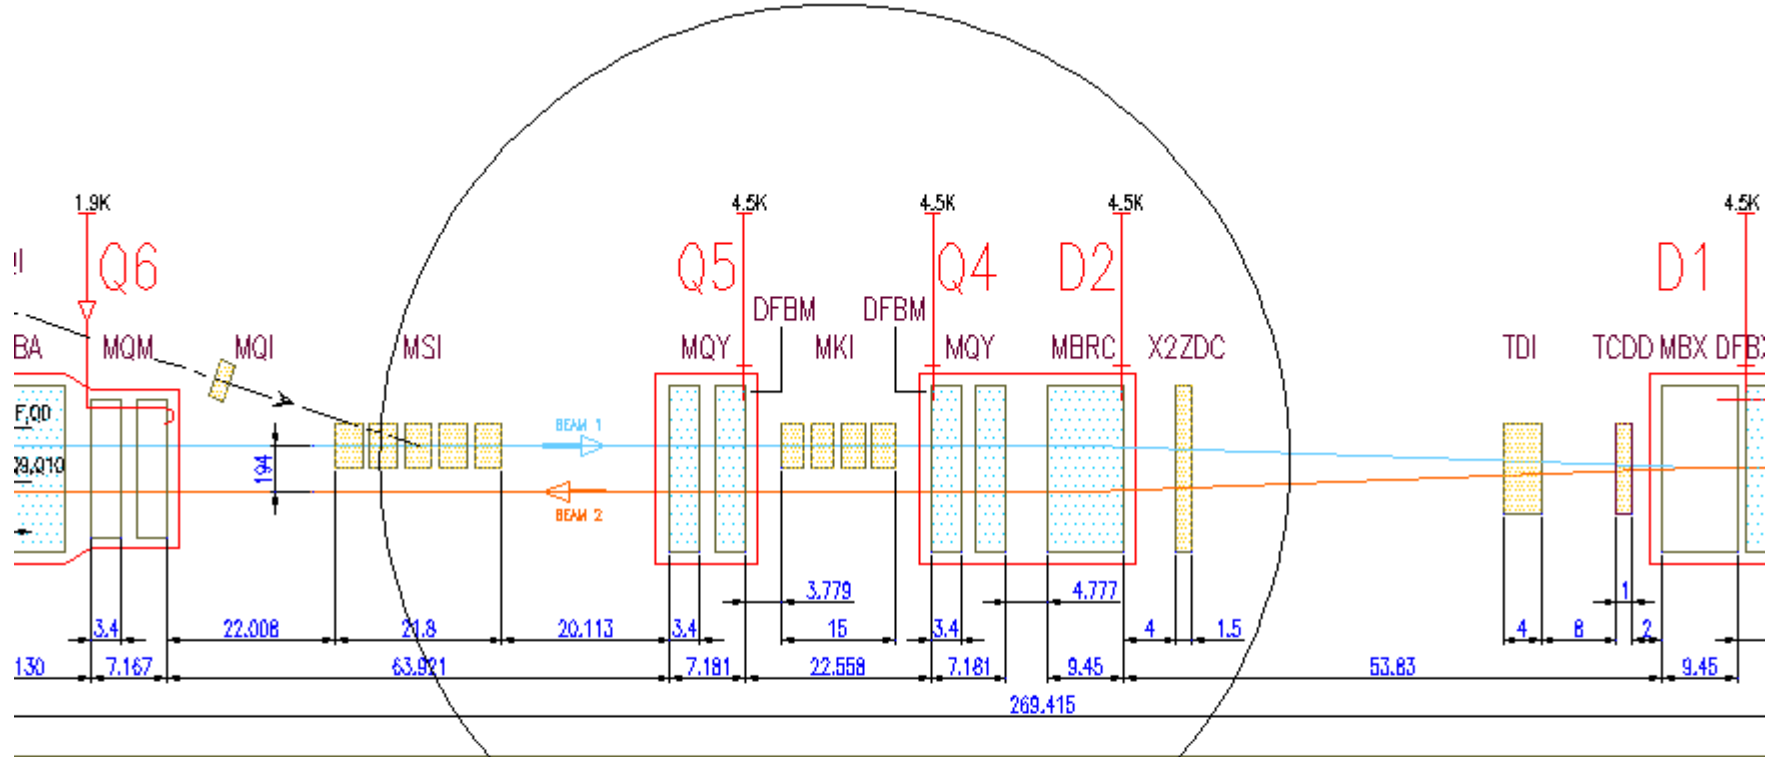 1.9K 4.5K 4.5K 4.5K 4.5K
Q6 Q5 Q4 D2 D1
DFBM DFBM
BA MQM MQI MSI MQY MKI MQY MBRC X2ZDC TDI TCDD MBX DFBX
F,QD
BEAM 1
Q9,Q10
194
BEAM 2
3.779 4.777 1
3.4 22.008 21.8 20.113 3.4 15 3.4 4 1.5 4 8 2
130 7.167 63.921 7.181 22.558 7.181 9.45 53.83 9.45
269.415